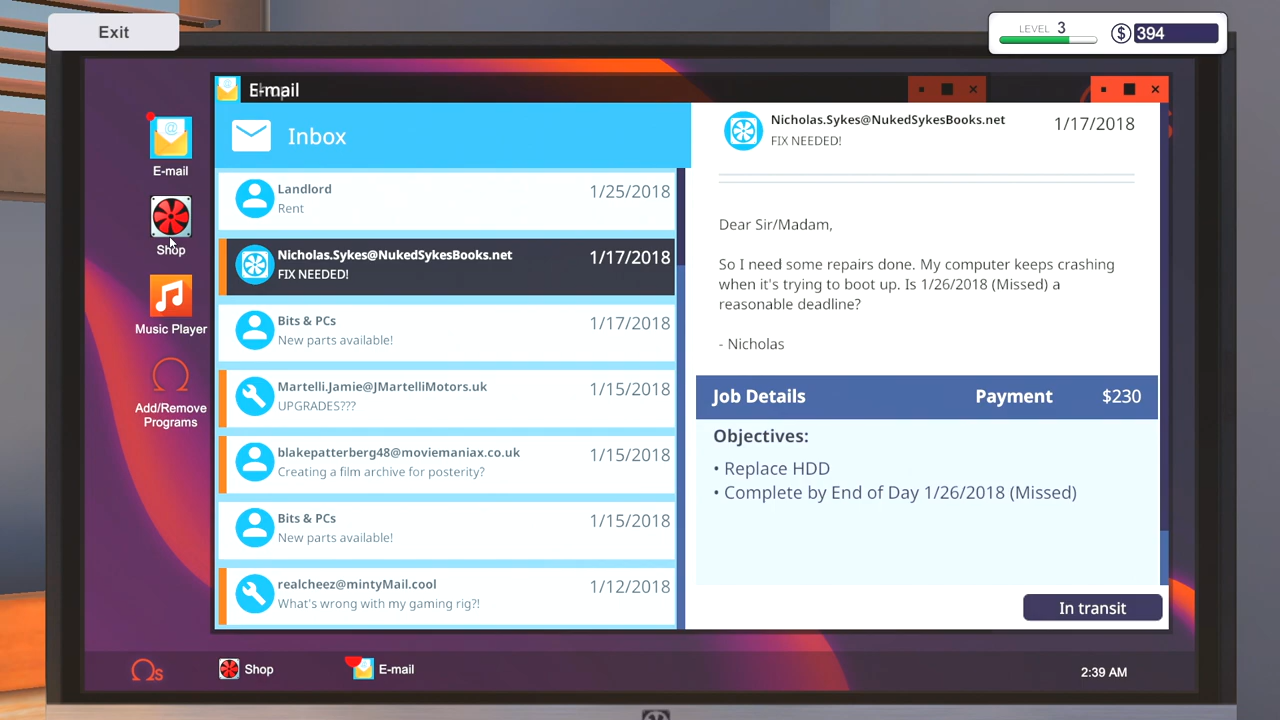 Exit
LEVEL 3
$ 394
E-mail
Shop
Music Player
Add/Remove
Programs
E-mail
Inbox
Landlord 1/25/2018
Rent
Nicholas.Sykes@NukedSykesBooks.net 1/17/2018
FIX NEEDED!
Bits & PCs 1/17/2018
New parts available!
Martelli.Jamie@JMartelliMotors.uk 1/15/2018
UPGRADES???
blakepatterberg48@moviemaniax.co.uk 1/15/2018
Creating a film archive for posterity?
Bits & PCs 1/15/2018
New parts available!
realcheez@mintyMail.cool 1/12/2018
What's wrong with my gaming rig?!
Nicholas.Sykes@NukedSykesBooks.net 1/17/2018
FIX NEEDED!
Dear Sir/Madam,
So I need some repairs done. My computer keeps crashing
when it's trying to boot up. Is 1/26/2018 (Missed) a
reasonable deadline?
- Nicholas
Job Details Payment $230
Objectives:
• Replace HDD
• Complete by End of Day 1/26/2018 (Missed)
In transit
Ωs Shop E-mail 2:39 AM